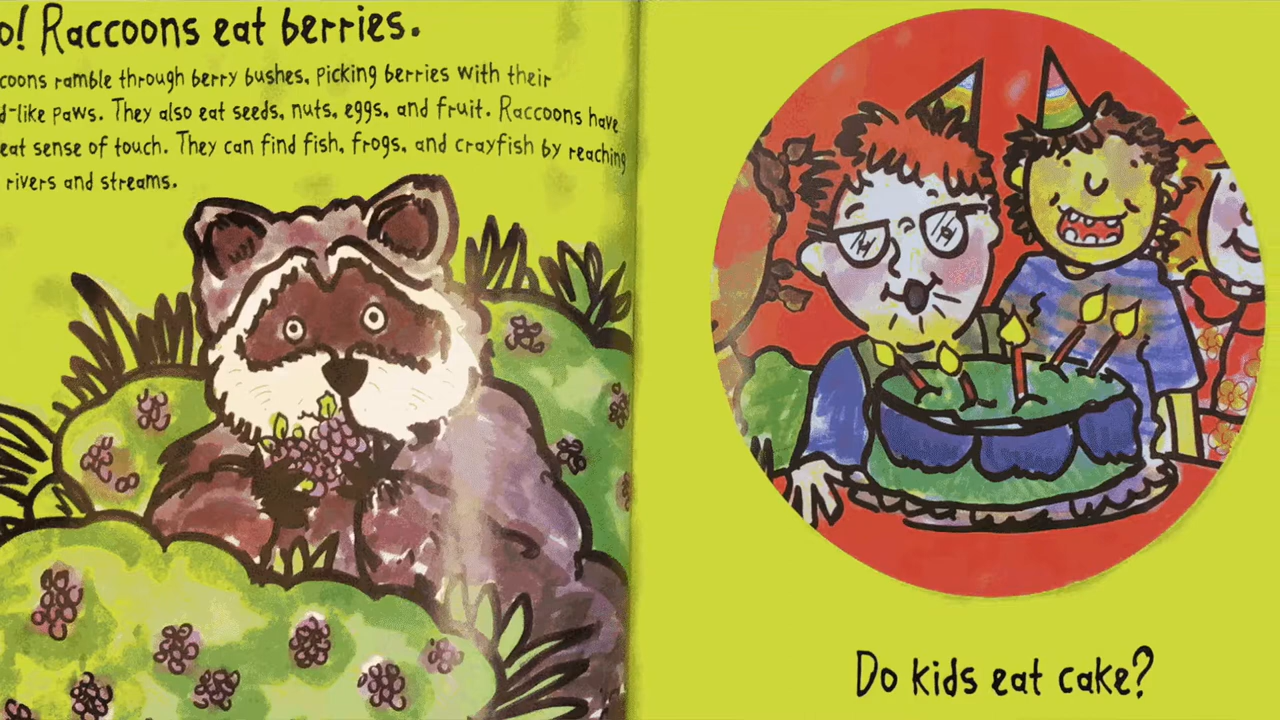 o! Raccoons eat berries.
coons ramble through berry bushes, picking berries with their
d-like paws. They also eat seeds, nuts, eggs, and fruit. Raccoons have
eat sense of touch. They can find fish, frogs, and crayfish by reaching
rivers and streams.
Do kids eat cake?